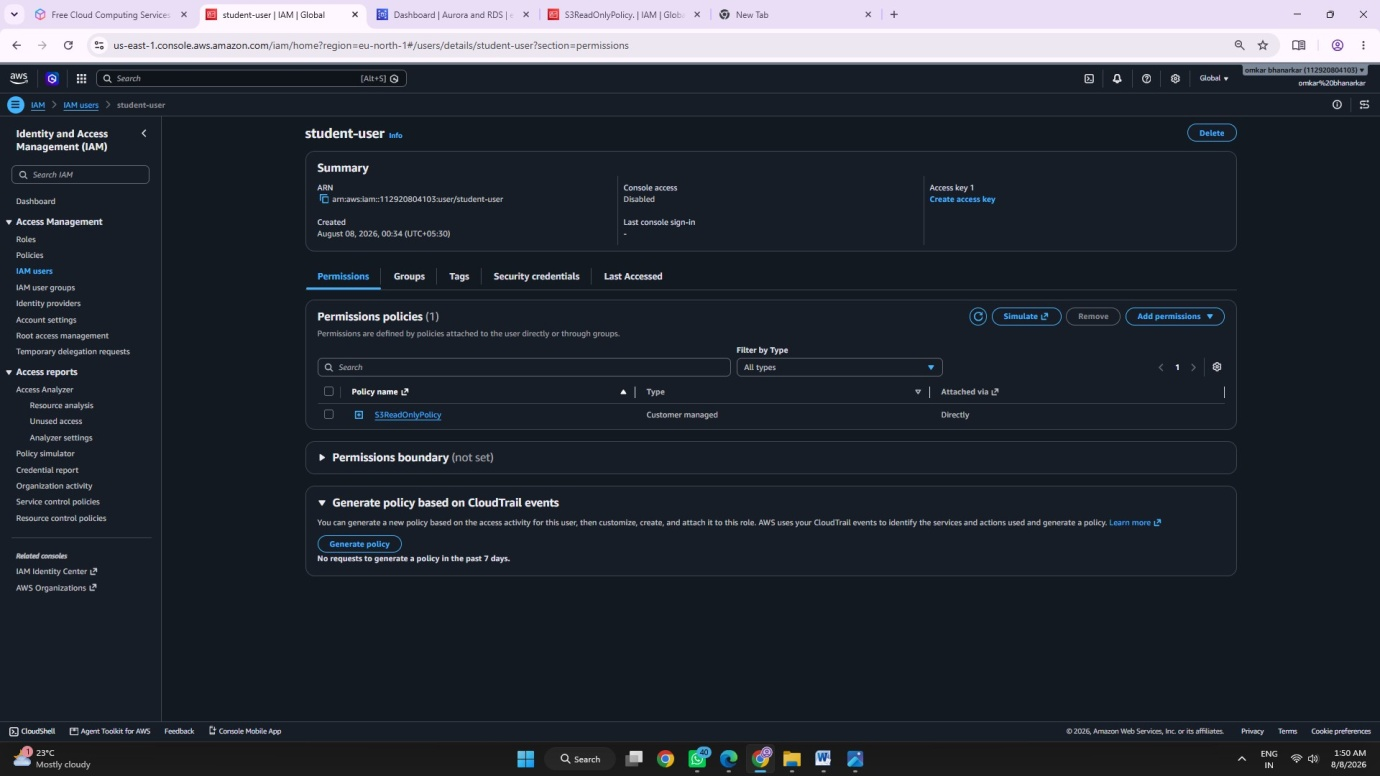 Free Cloud Computing Services
student-user | IAM | Global
Dashboard | Aurora and RDS | e
S3ReadOnlyPolicy. | IAM | Globa
New Tab
us-east-1.console.aws.amazon.com/iam/home?region=eu-north-1#/users/details/student-user?section=permissions
aws
Search
[Alt+S]
Global
omkar bhanarkar (112920804103)
omkar%20bhanarkar
IAM
IAM users
student-user
Identity and Access
Management (IAM)
Search IAM
Dashboard
Access Management
Roles
Policies
IAM users
IAM user groups
Identity providers
Account settings
Root access management
Temporary delegation requests
Access reports
Access Analyzer
Resource analysis
Unused access
Analyzer settings
Policy simulator
Credential report
Organization activity
Service control policies
Resource control policies
Related consoles
IAM Identity Center
AWS Organizations
student-user Info
Delete
Summary
ARN
arn:aws:iam::112920804103:user/student-user
Created
August 08, 2026, 00:34 (UTC+05:30)
Console access
Disabled
Last console sign-in
-
Access key 1
Create access key
Permissions
Groups
Tags
Security credentials
Last Accessed
Permissions policies (1)
Permissions are defined by policies attached to the user directly or through groups.
Simulate
Remove
Add permissions
Filter by Type
Search
All types
1
Policy name
Type
Attached via
S3ReadOnlyPolicy
Customer managed
Directly
Permissions boundary (not set)
Generate policy based on CloudTrail events
You can generate a new policy based on the access activity for this user, then customize, create, and attach it to this role. AWS uses your CloudTrail events to identify the services and actions used and generate a policy. Learn more
Generate policy
No requests to generate a policy in the past 7 days.
CloudShell
Agent Toolkit for AWS
Feedback
Console Mobile App
© 2026, Amazon Web Services, Inc. or its affiliates.
Privacy
Terms
Cookie preferences
1
23°C
Mostly cloudy
Search
40
ENG
IN
1:50 AM
8/8/2026